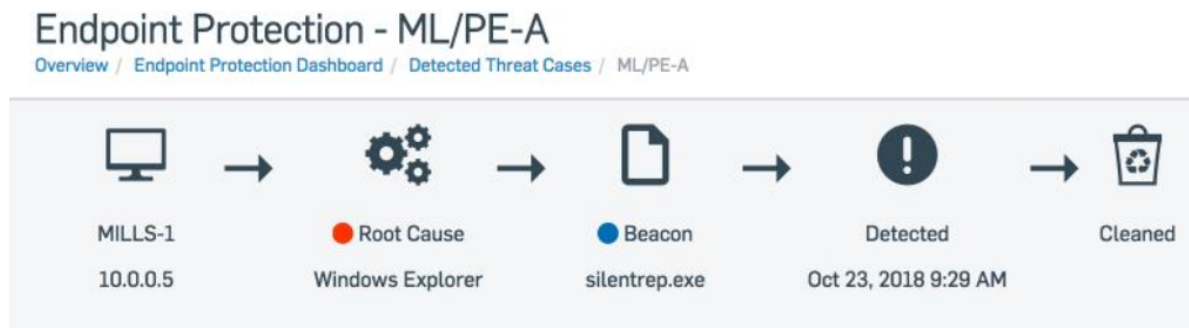 Endpoint Protection - ML/PE-A
Overview / Endpoint Protection Dashboard / Detected Threat Cases / ML/PE-A
MILLS-1
Root Cause
Beacon
Detected
Cleaned
10.0.0.5
Windows Explorer
silentrep.exe
Oct 23, 2018 9:29 AM